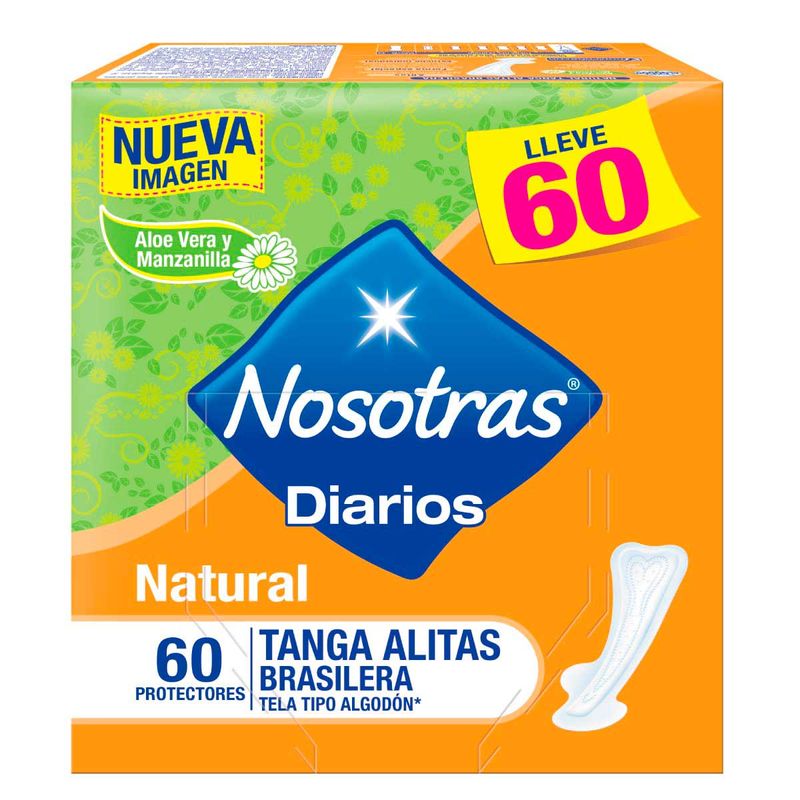 NUEVA
IMAGEN
LLEVE
60
Aloe Vera y
Manzanilla
Nosotras®
Diarios
Natural
60
PROTECTORES
TANGA ALITAS
BRASILERA
TELA TIPO ALGODÓN*